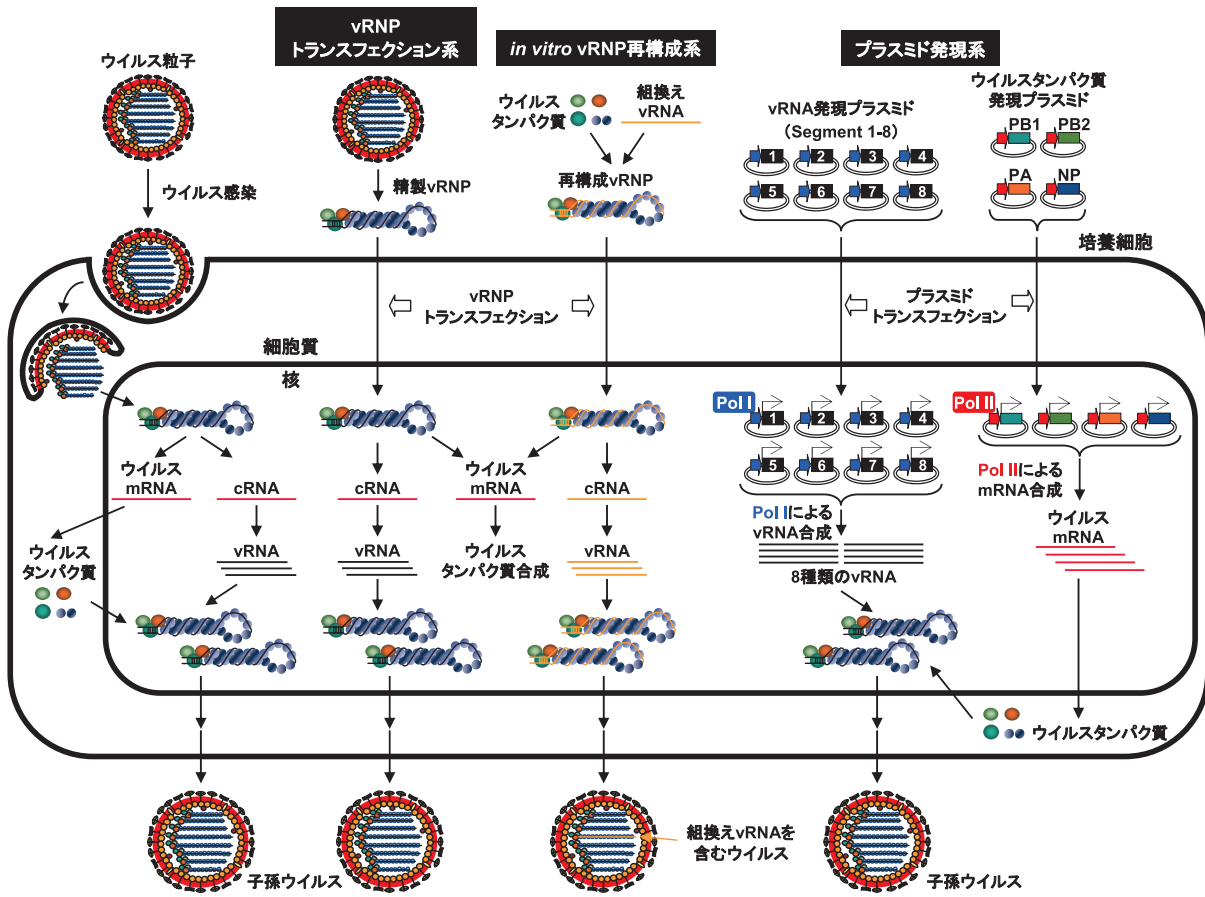 vRNP
トランスフェクション系
in vitro vRNP再構成系
プラスミド発現系
ウイルス粒子
ウイルス感染
精製vRNP
ウイルス
タンパク質
組換え
vRNA
再構成vRNP
vRNA発現プラスミド
(Segment 1-8)
1
2
3
4
5
6
7
8
ウイルスタンパク質
発現プラスミド
PB1
PB2
PA
NP
培養細胞
vRNP
トランスフェクション
プラスミド
トランスフェクション
細胞質
核
Pol I
1
2
3
4
5
6
7
8
Pol II
ウイルス
mRNA
cRNA
cRNA
ウイルス
mRNA
cRNA
Pol Iによる
vRNA合成
Pol IIによる
mRNA合成
ウイルス
mRNA
ウイルス
タンパク質
vRNA
vRNA
ウイルス
タンパク質合成
vRNA
8種類のvRNA
ウイルスタンパク質
子孫ウイルス
組換えvRNAを
含むウイルス
子孫ウイルス